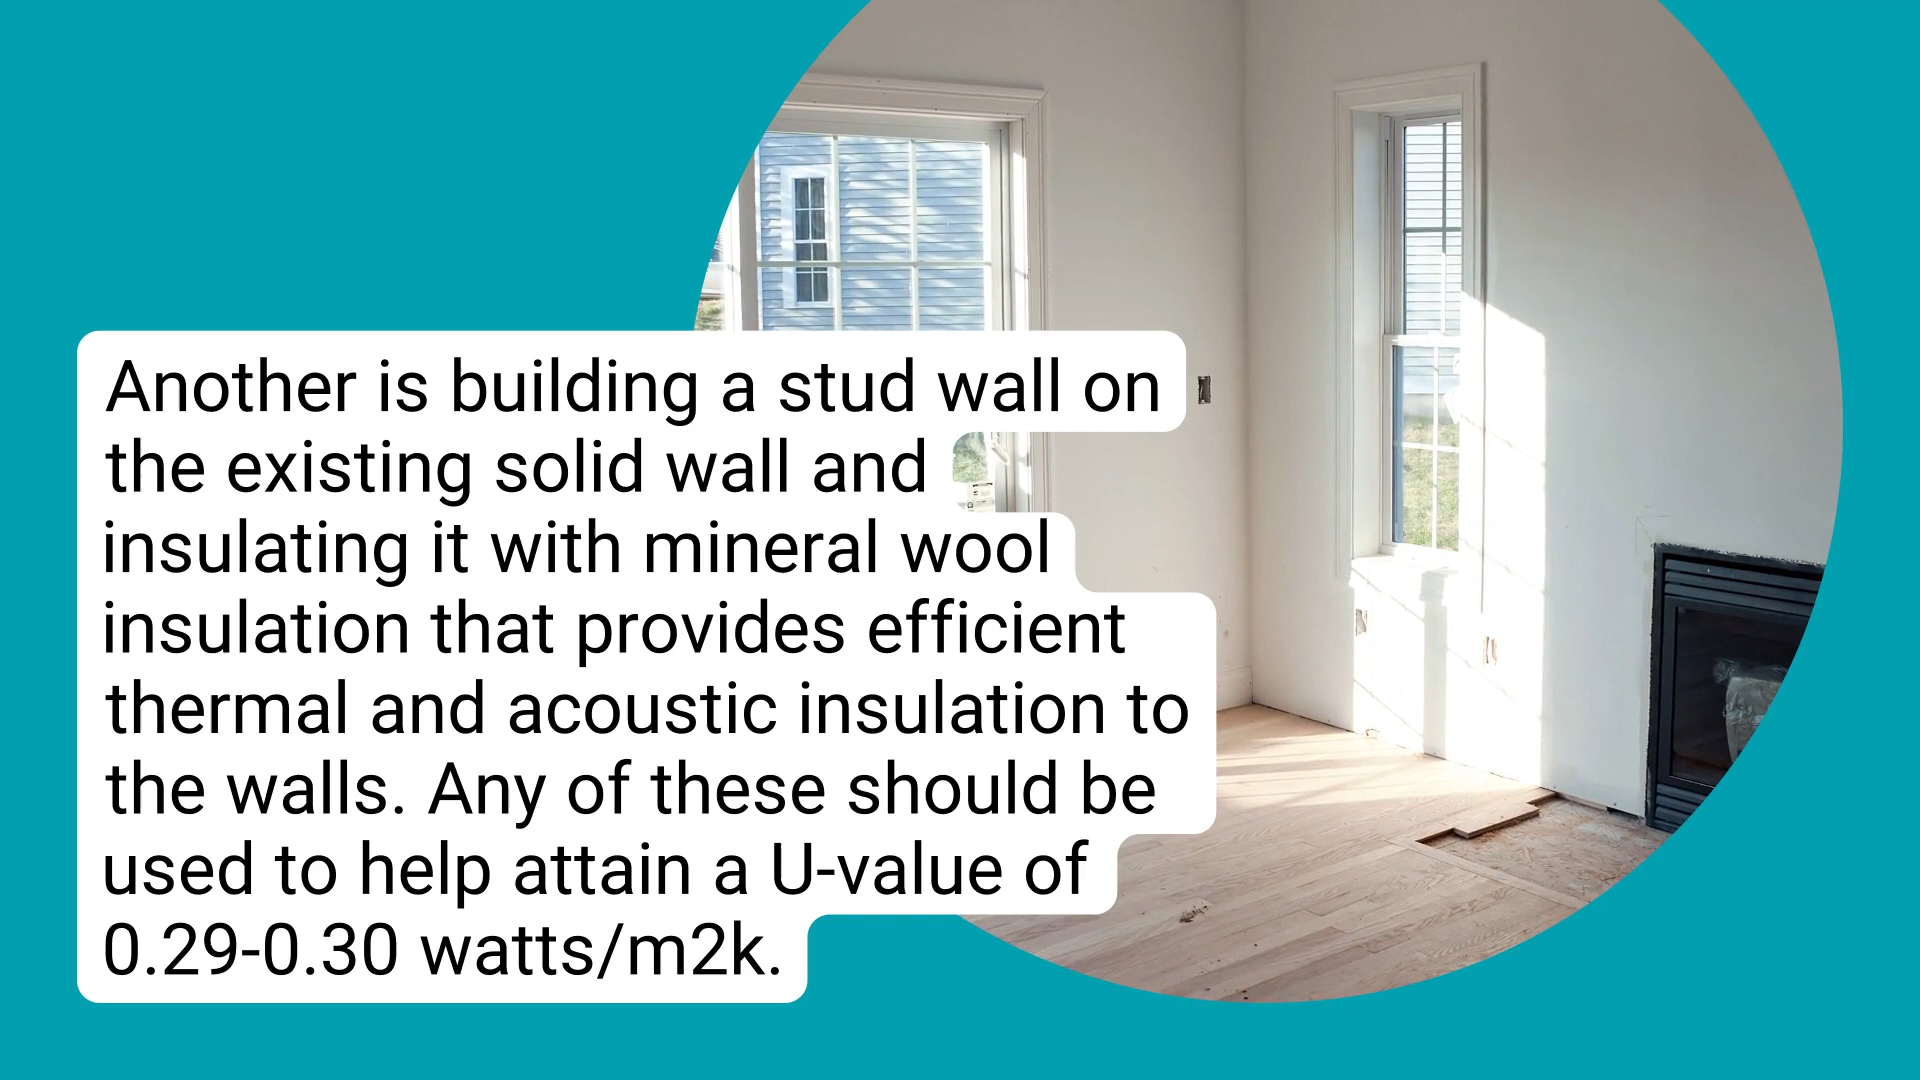 Another is building a stud wall on
the existing solid wall and
insulating it with mineral wool
insulation that provides efficient
thermal and acoustic insulation to
the walls. Any of these should be
used to help attain a U-value of
0.29-0.30 watts/m2k.